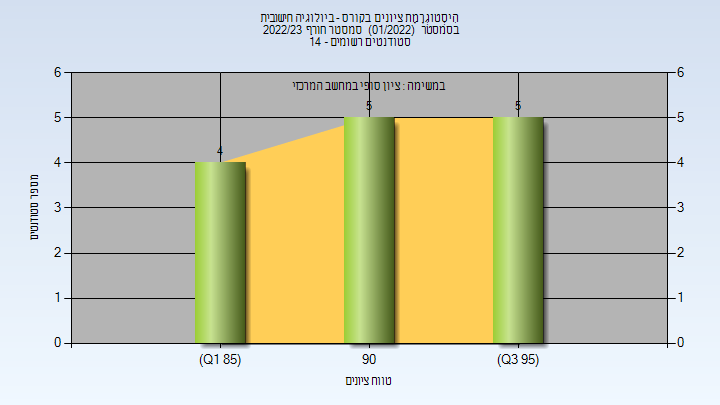 הִיסְטוֹגְרָמַת ציונים בקורס - ביולוגיה חישובית
בסמסטר (01/2022) סמסטר חורף 2022/23
סטודנטים רשומים - 14
במשימה : ציון סופי במחשב המרכזי
6 6
5 5
4 4
3 3
2 2
1 1
0 0
4 5 5
מספר סטודנטים
(Q1 85) 90 (Q3 95)
טווח ציונים